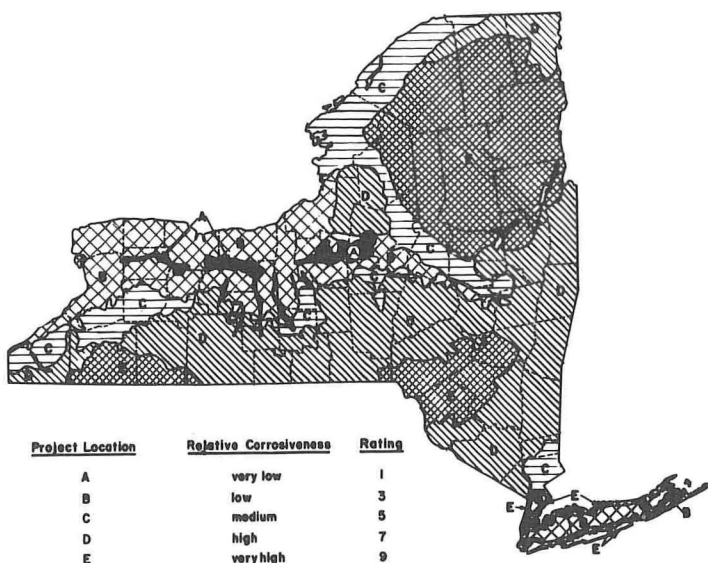 D
C
E
D
A
B
A
C
B
B
C
D
C
D
D
C
E
D
D
C
E
E
B
E
Project Location Relative Corrosiveness Rating
A very low 1
B low 3
C medium 5
D high 7
E very high 9